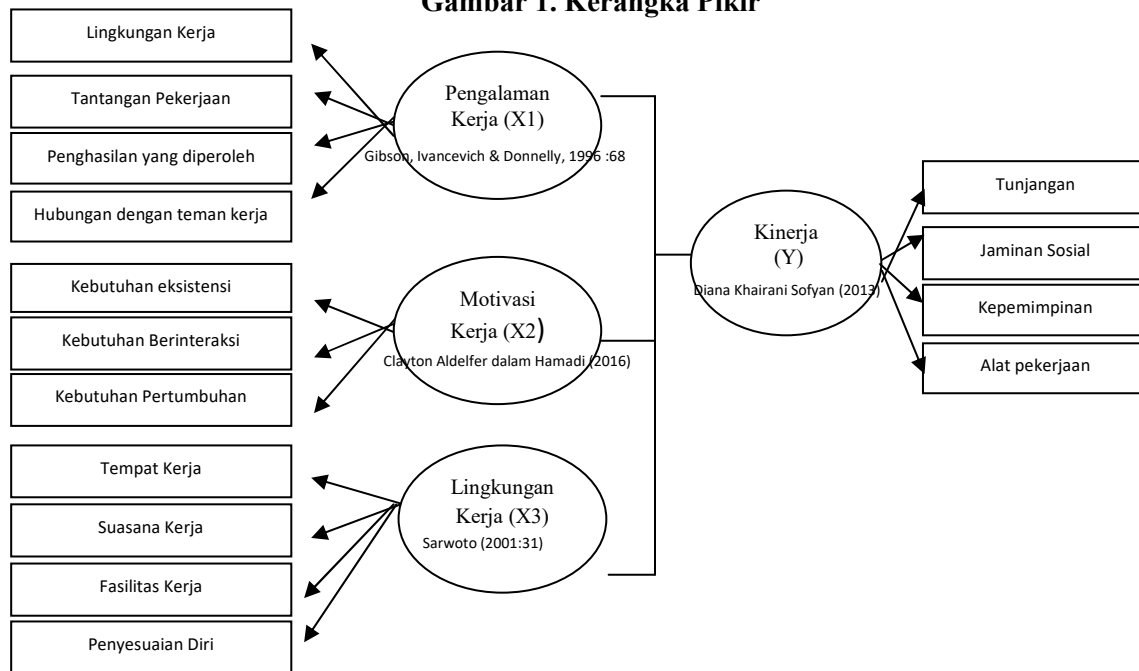 Gambar 1. Kerangka Pikir
Lingkungan Kerja
Tantangan Pekerjaan
Penghasilan yang diperoleh
Hubungan dengan teman kerja
Pengalaman
Kerja (X1)
Gibson, Ivancevich & Donnelly, 1996 :68
Kebutuhan eksistensi
Kebutuhan Berinteraksi
Kebutuhan Pertumbuhan
Motivasi
Kerja (X2)
Clayton Aldelfer dalam Hamadi (2016)
Tempat Kerja
Suasana Kerja
Fasilitas Kerja
Penyesuaian Diri
Lingkungan
Kerja (X3)
Sarwoto (2001:31)
Kinerja
(Y)
Diana Khairani Sofyan (2013)
Tunjangan
Jaminan Sosial
Kepemimpinan
Alat pekerjaan